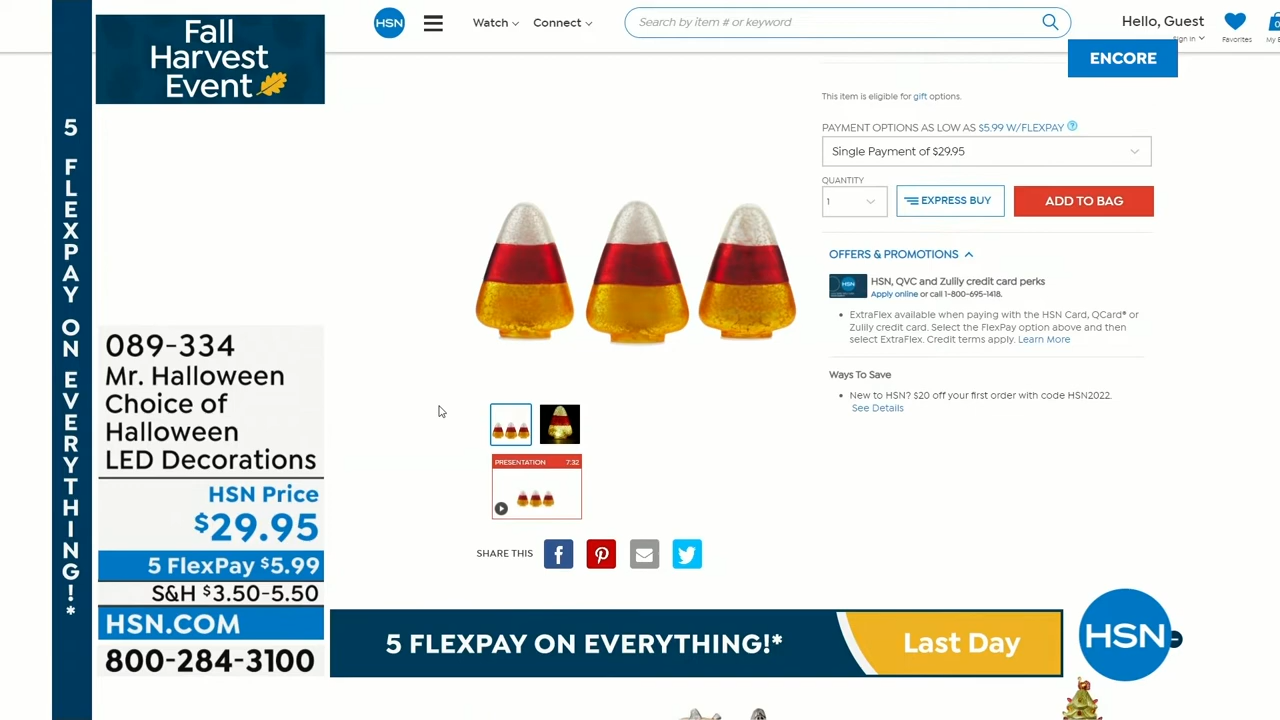 HSN
Watch
Connect
Search by item # or keyword
Hello, Guest
Sign In
Favorites
ENCORE
Fall
Harvest
Event
5 FLEXPAY ON EVERYTHING!*
This item is eligible for gift options.
PAYMENT OPTIONS AS LOW AS $5.99 W/FLEXPAY
Single Payment of $29.95
QUANTITY
1
EXPRESS BUY
ADD TO BAG
OFFERS & PROMOTIONS
HSN, QVC and Zulily credit card perks
Apply online or call 1-800-695-1418.
ExtraFlex available when paying with the HSN Card, QCard® or
Zulily credit card. Select the FlexPay option above and then
select ExtraFlex. Credit terms apply. Learn More
Ways To Save
New to HSN? $20 off your first order with code HSN2022.
See Details
PRESENTATION 7:32
SHARE THIS
089-334
Mr. Halloween
Choice of
Halloween
LED Decorations
HSN Price
$29.95
5 FlexPay $5.99
S&H $3.50-5.50
HSN.COM
800-284-3100
5 FLEXPAY ON EVERYTHING!*
Last Day
HSN